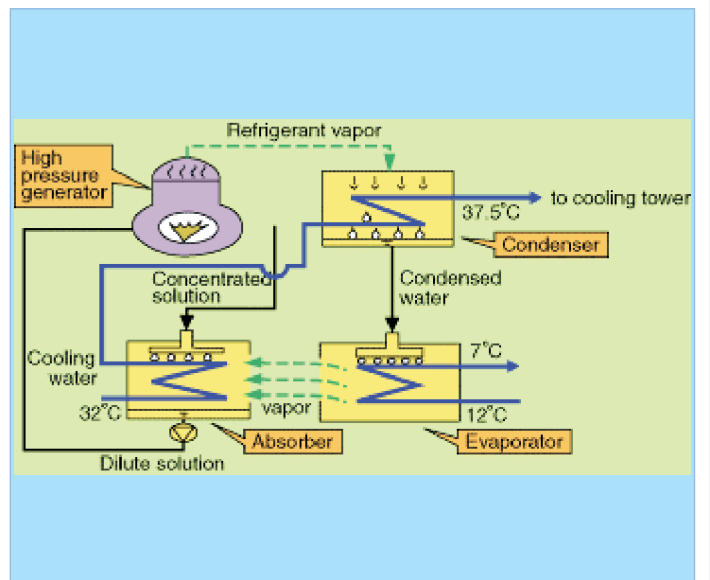 Refrigerant vapor
High
pressure
generator
37.5°C
to cooling tower
Condenser
Concentrated
solution
Condensed
water
Cooling
water
7°C
32°C
vapor
12°C
Absorber
Evaporator
Dilute solution